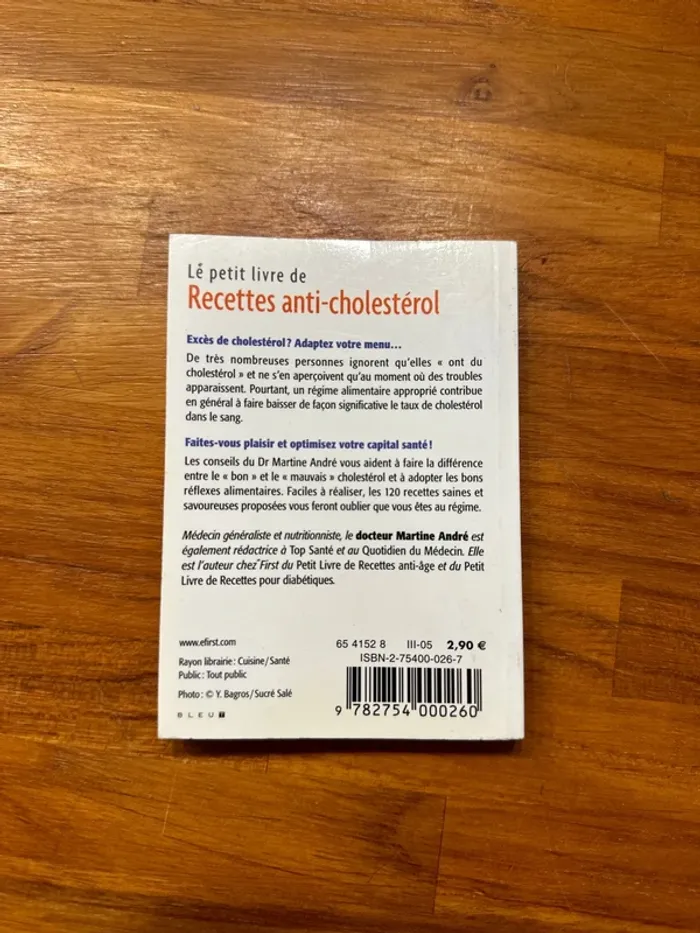 Le petit livre de
Recettes anti-cholestérol
Excès de cholestérol ? Adaptez votre menu…
De très nombreuses personnes ignorent qu'elles « ont du
cholestérol » et ne s'en aperçoivent qu'au moment où des troubles
apparaissent. Pourtant, un régime alimentaire approprié contribue
en général à faire baisser de façon significative le taux de cholestérol
dans le sang.
Faites-vous plaisir et optimisez votre capital santé !
Les conseils du Dr Martine André vous aident à faire la différence
entre le « bon » et le « mauvais » cholestérol et à adopter les bons
réflexes alimentaires. Faciles à réaliser, les 120 recettes saines et
savoureuses proposées vous feront oublier que vous êtes au régime.
Médecin généraliste et nutritionniste, le docteur Martine André est
également rédactrice à Top Santé et au Quotidien du Médecin. Elle
est l'auteur chez First du Petit Livre de Recettes anti-âge et du Petit
Livre de Recettes pour diabétiques.
www.efirst.com
Rayon librairie : Cuisine/Santé
Public : Tout public
Photo : © Y. Bagros/Sucré Salé
BLEUT
65 4152 8 III-05 2,90 €
ISBN-2-75400-026-7
9 782754 000260